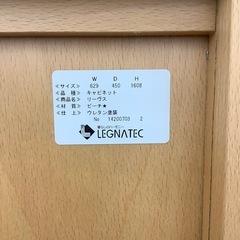 W D H
≪サイズ≫ 629 450 1608
≪品 種≫ キャビネット
≪商品名≫ リーヴス
≪材 質≫ ビーチ★
≪仕 上≫ ウレタン塗装
No 14200703 2
LEGNATEC